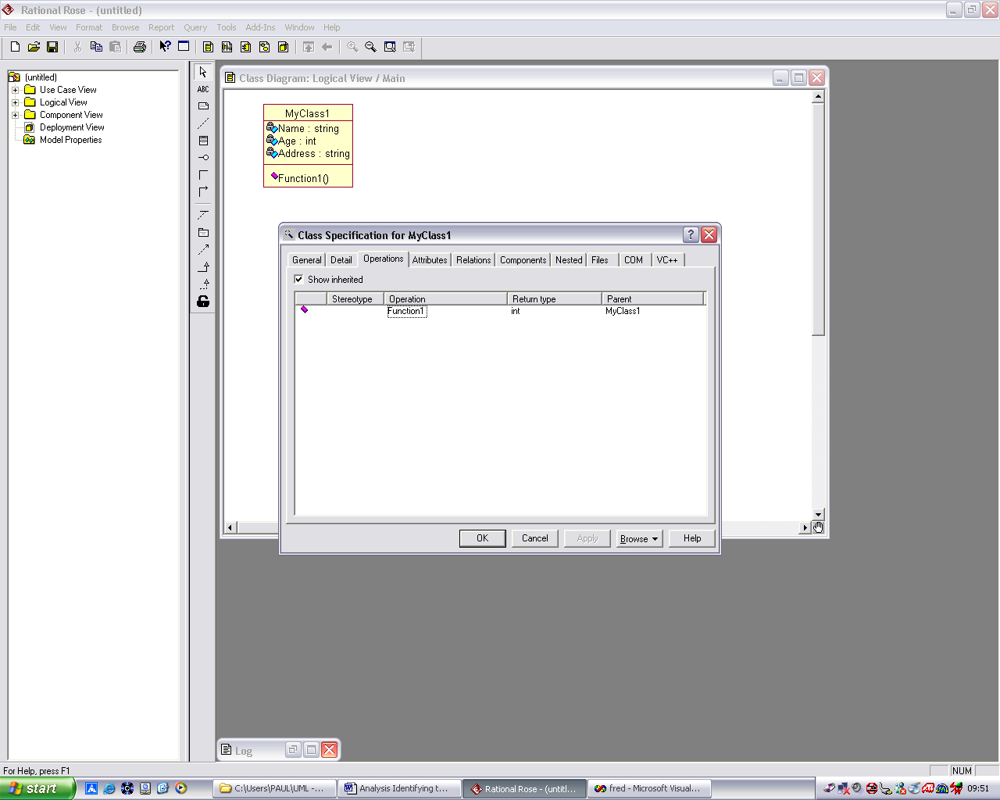 Rational Rose - (untitled)
File Edit View Format Browse Report Query Tools Add-Ins Window Help
(untitled)
Use Case View
Logical View
Component View
Deployment View
Model Properties
ABC
Class Diagram: Logical View / Main
MyClass1
Name : string
Age : int
Address : string
Function1()
Class Specification for MyClass1
General Detail Operations Attributes Relations Components Nested Files COM VC++
Show inherited
Stereotype Operation Return type Parent
Function1 int MyClass1
OK Cancel Apply Browse Help
Log
For Help, press F1
NUM
start
C:\Users\PAUL\UML -...
Analysis Identifying t...
Rational Rose - (untitl...
fred - Microsoft Visual...
09:51